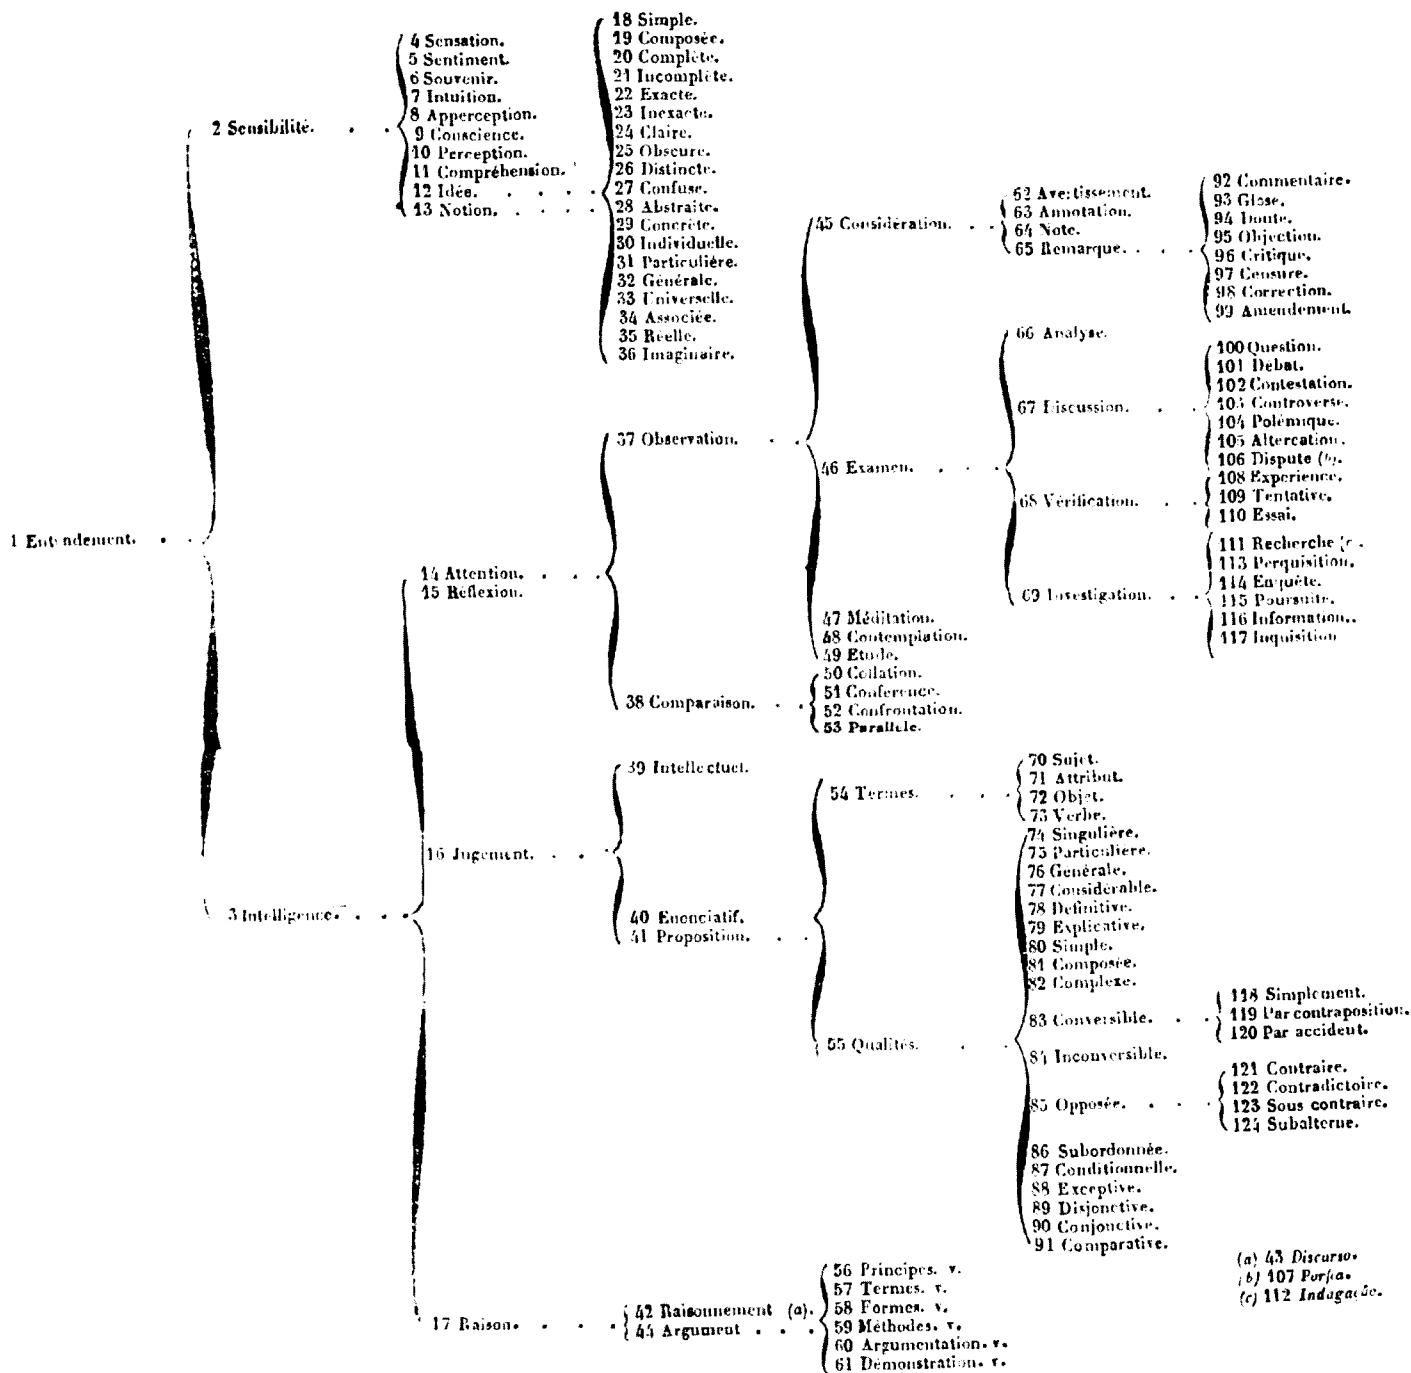 1 Entendement.
2 Sensibilité.
3 Intelligence.
4 Sensation.
5 Sentiment.
6 Souvenir.
7 Intuition.
8 Apperception.
9 Conscience.
10 Perception.
11 Compréhension.
12 Idée.
13 Notion.
14 Attention.
15 Réflexion.
16 Jugement.
17 Raison.
18 Simple.
19 Composée.
20 Complète.
21 Incomplète.
22 Exacte.
23 Inexacte.
24 Claire.
25 Obscure.
26 Distincte.
27 Confuse.
28 Abstraite.
29 Concrète.
30 Individuelle.
31 Particulière.
32 Générale.
33 Universelle.
34 Associée.
35 Réelle.
36 Imaginaire.
37 Observation.
38 Comparaison.
39 Intellectuel.
40 Enonciatif.
41 Proposition.
42 Raisonnement (a).
44 Argument
45 Considération.
46 Examen.
47 Méditation.
48 Contemplation.
49 Etude.
50 Collation.
51 Conference.
52 Confrontation.
53 Parallèle.
54 Termes.
55 Qualités.
56 Principes. v.
57 Termes. v.
58 Formes. v.
59 Méthodes. v.
60 Argumentation. v.
61 Démonstration. v.
62 Avertissement.
63 Annotation.
64 Note.
65 Remarque.
66 Analyse.
67 Discussion.
68 Vérification.
69 Investigation.
70 Sujet.
71 Attribut.
72 Objet.
73 Verbe.
74 Singulière.
75 Particulière.
76 Générale.
77 Considérable.
78 Definitive.
79 Explicative.
80 Simple.
81 Composée.
82 Complexe.
83 Conversible.
84 Inconversible.
85 Opposée.
86 Subordonnée.
87 Conditionnelle.
88 Exceptive.
89 Disjonctive.
90 Conjonctive.
91 Comparative.
92 Commentaire.
93 Glose.
94 Doute.
95 Objection.
96 Critique.
97 Censure.
98 Correction.
99 Amendement.
100 Question.
101 Débat.
102 Contestation.
103 Controverse.
104 Polémique.
105 Altercation.
106 Dispute (b).
108 Experience.
109 Tentative.
110 Essai.
111 Recherche (c).
113 Perquisition.
114 Enquête.
115 Poursuite.
116 Information.
117 Inquisition
118 Simplement.
119 Par contraposition.
120 Par accident.
121 Contraire.
122 Contradictoire.
123 Sous contraire.
124 Subalterne.
(a) 43 Discurso.
(b) 107 Porfia.
(c) 112 Indagação.